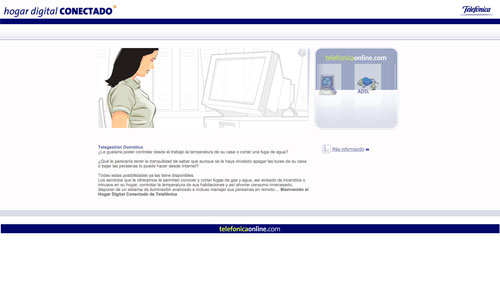 hogar digital CONECTADO
Telefónica
telefonicaonline.com
ADSL
Telegestión Domótica
¿Le gustaría poder controlar desde el trabajo la temperatura de su casa o cortar una fuga de agua?
¿Qué le parecería tener la tranquilidad de saber que aunque se le haya olvidado apagar las luces de su casa
o bajar las persianas lo puede hacer desde internet?
Todas estas posibilidades ya las tiene disponibles.
Los servicios que le ofrecemos le permiten conocer y cortar fugas de gas y agua, ser avisado de incendios o
intrusos en su hogar, controlar la temperatura de sus habitaciones y así ahorrar consumo innecesario,
disponer de un sistema de iluminación avanzado e incluso manejar sus persianas en remoto... Bienvenido al
Hogar Digital Conectado de Telefónica
Más información
telefonicaonline.com